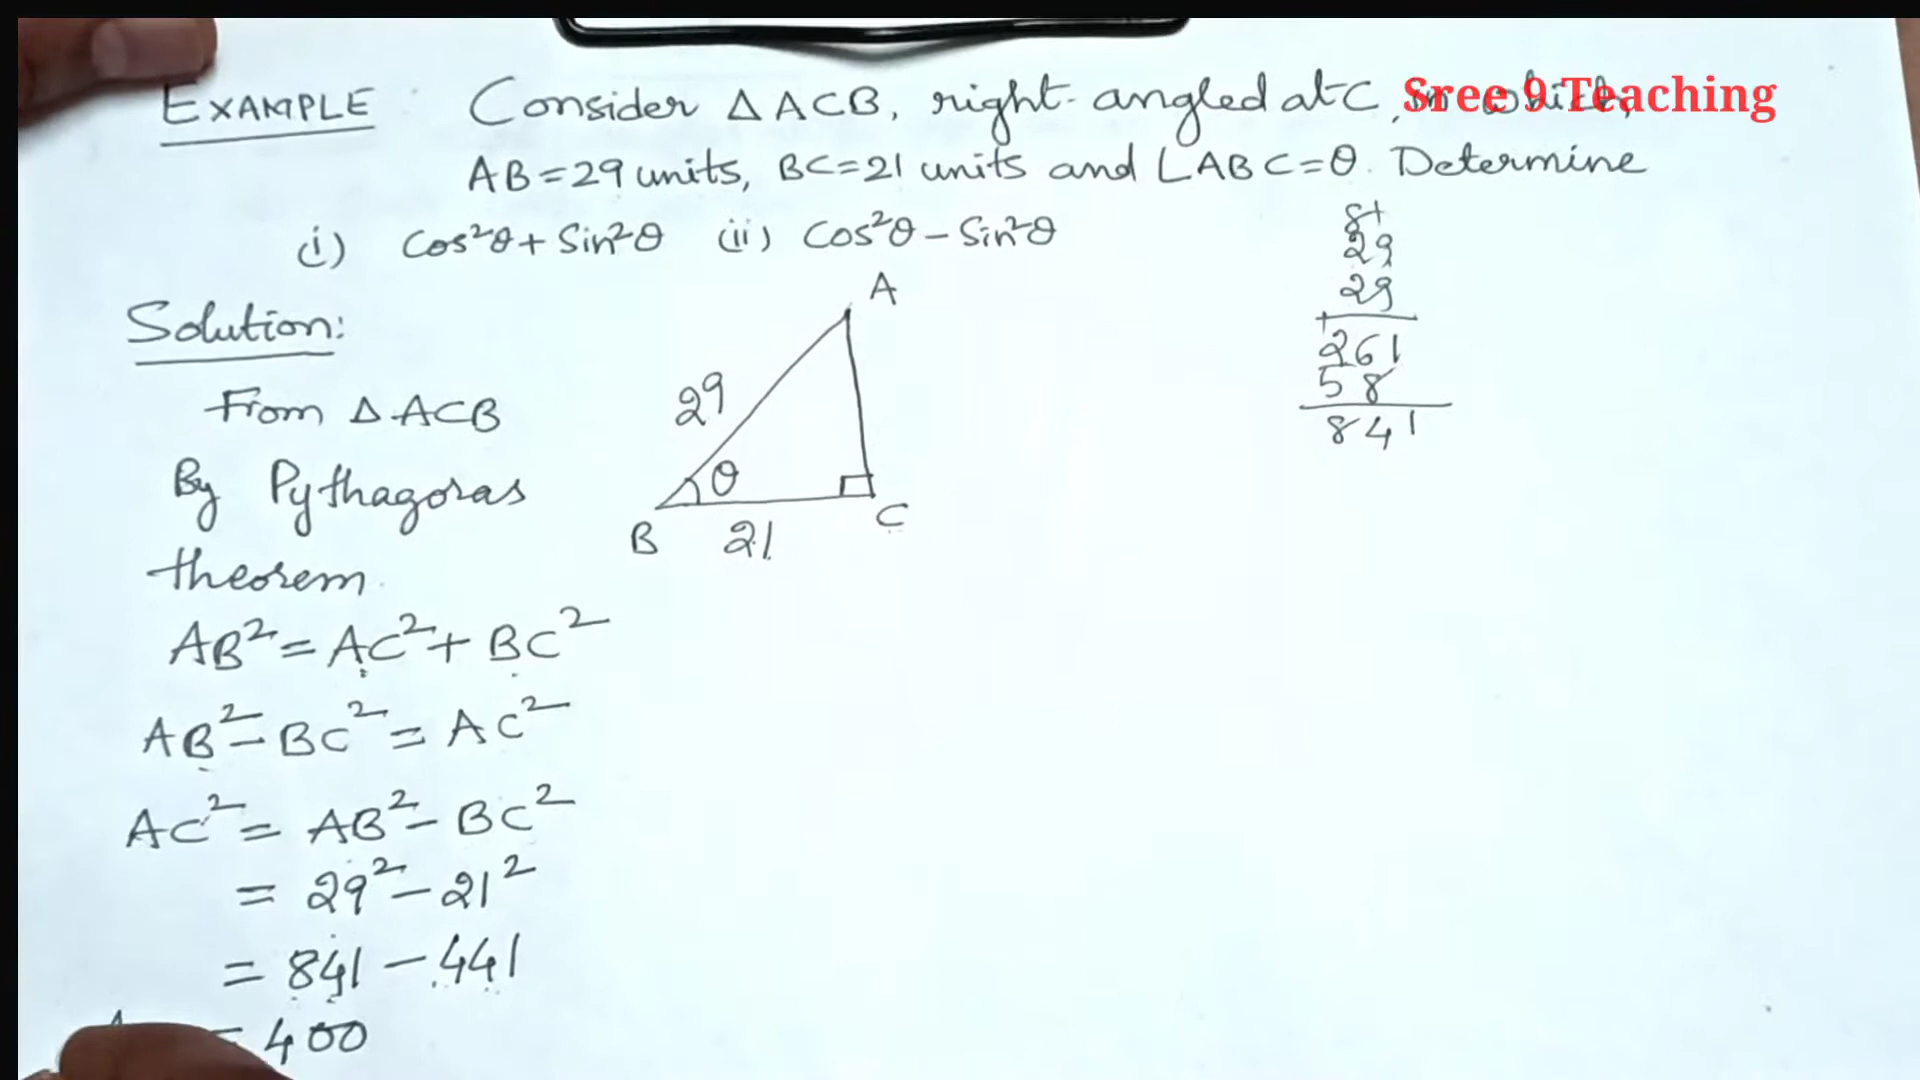 EXAMPLE : Consider △ ACB, right-angled at C, Sree 9 Teaching
AB=29 units, BC=21 units and ∠ABC=θ. Determine
(i) Cos²θ + Sin²θ (ii) Cos²θ – Sin²θ
8+
29
29
261
58
841
Solution:
A
29
θ
B
21
C
From △ ACB
By Pythagoras
theorem.
AB² = AC² + BC²
AB² – BC² = AC²
AC² = AB² – BC²
= 29² – 21²
= 841 – 441
= 400